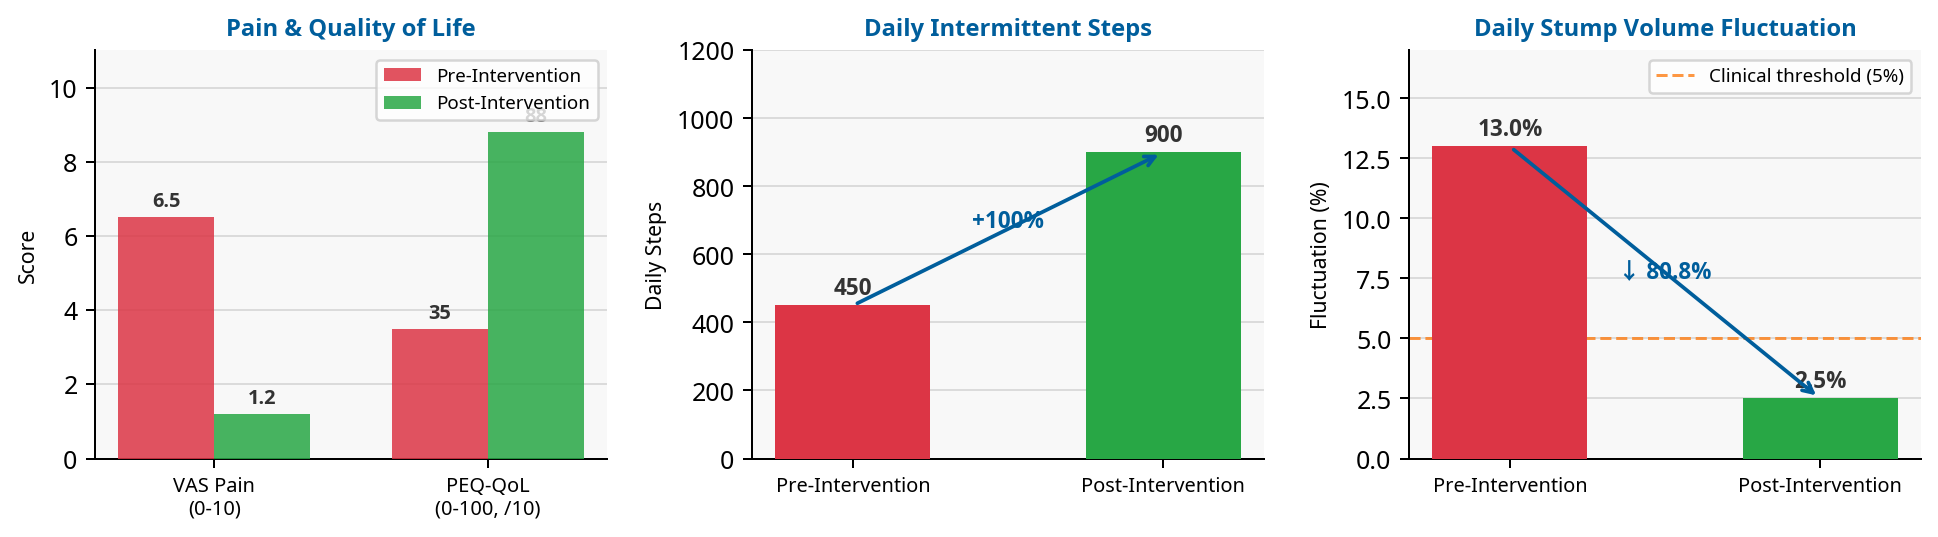 Pain & Quality of Life
Score
10
8
6
4
2
0
Pre-Intervention
Post-Intervention
6.5
1.2
35
88
VAS Pain
(0-10)
PEQ-QoL
(0-100, /10)
Daily Intermittent Steps
Daily Steps
1200
1000
800
600
400
200
0
450
+100%
900
Pre-Intervention
Post-Intervention
Daily Stump Volume Fluctuation
Fluctuation (%)
15.0
12.5
10.0
7.5
5.0
2.5
0.0
Clinical threshold (5%)
13.0%
↓ 80.8%
2.5%
Pre-Intervention
Post-Intervention